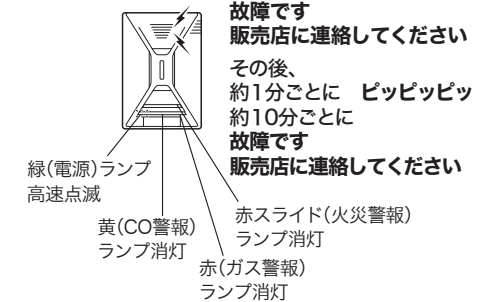 故障です
販売店に連絡してください
その後、
約1分ごとに　ピッピッピッ
約10分ごとに
故障です
販売店に連絡してください
緑(電源)ランプ
高速点滅
黄(CO警報)
ランプ消灯
赤スライド(火災警報)
ランプ消灯
赤(ガス警報)
ランプ消灯